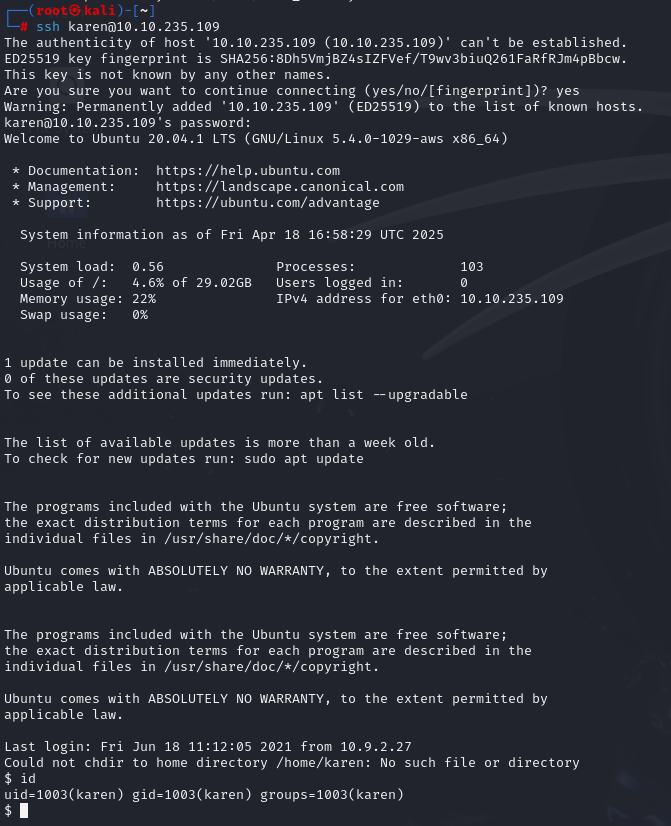 ┌──(root㉿kali)-[~]
└─# ssh karen@10.10.235.109
The authenticity of host '10.10.235.109 (10.10.235.109)' can't be established.
ED25519 key fingerprint is SHA256:8Dh5VmjBZ4sIZFVef/T9wv3biuQ261FaRfRJm4pBbcw.
This key is not known by any other names.
Are you sure you want to continue connecting (yes/no/[fingerprint])? yes
Warning: Permanently added '10.10.235.109' (ED25519) to the list of known hosts.
karen@10.10.235.109's password:
Welcome to Ubuntu 20.04.1 LTS (GNU/Linux 5.4.0-1029-aws x86_64)
* Documentation:  https://help.ubuntu.com
* Management:     https://landscape.canonical.com
* Support:        https://ubuntu.com/advantage
System information as of Fri Apr 18 16:58:29 UTC 2025
System load:  0.56              Processes:             103
Usage of /:   4.6% of 29.02GB   Users logged in:       0
Memory usage: 22%               IPv4 address for eth0: 10.10.235.109
Swap usage:   0%
1 update can be installed immediately.
0 of these updates are security updates.
To see these additional updates run: apt list --upgradable
The list of available updates is more than a week old.
To check for new updates run: sudo apt update
The programs included with the Ubuntu system are free software;
the exact distribution terms for each program are described in the
individual files in /usr/share/doc/*/copyright.
Ubuntu comes with ABSOLUTELY NO WARRANTY, to the extent permitted by
applicable law.
The programs included with the Ubuntu system are free software;
the exact distribution terms for each program are described in the
individual files in /usr/share/doc/*/copyright.
Ubuntu comes with ABSOLUTELY NO WARRANTY, to the extent permitted by
applicable law.
Last login: Fri Jun 18 11:12:05 2021 from 10.9.2.27
Could not chdir to home directory /home/karen: No such file or directory
$ id
uid=1003(karen) gid=1003(karen) groups=1003(karen)
$